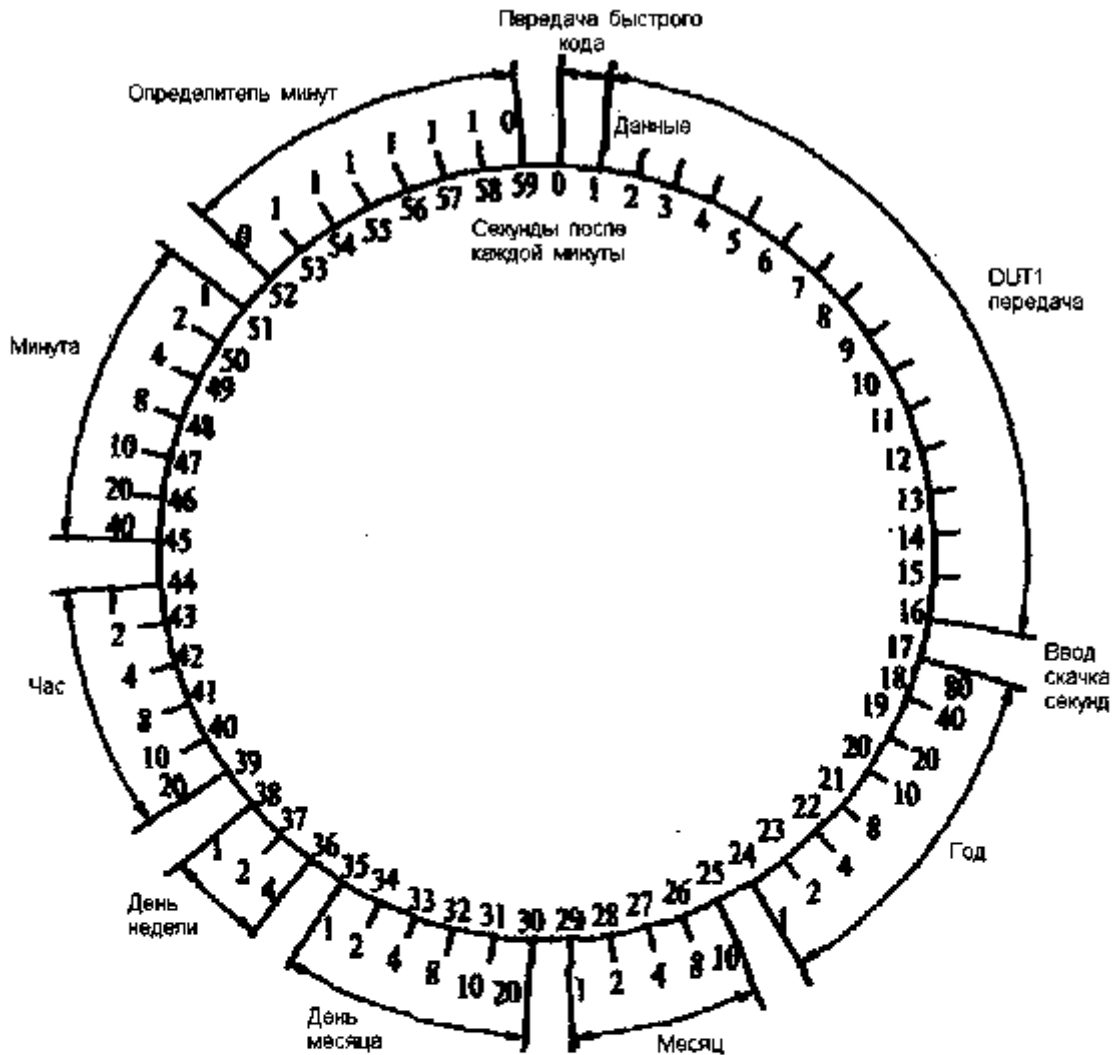 Передача быстрого
кода
Определитель минут
Данные
0 1 1 1 1 1 1 0
52 53 54 55 56 57 58 59
0 1 2 3 4 5 6 7 8 9 10 11 12 13 14 15 16
Секунды после
каждой минуты
DUT1
передача
Ввод
скачка
секунд
17 18 19 20 21 22 23 24
80 40 20 10 8 4 2 1
Год
25 26 27 28 29
10 8 4 2 1
Месяц
30 31 32 33 34 35
20 10 8 4 2 1
День
месяца
36 37 38
4 2 1
День
недели
39 40 41 42 43 44
20 10 8 4 2 1
Час
45 46 47 48 49 50 51
40 20 10 8 4 2 1
Минута